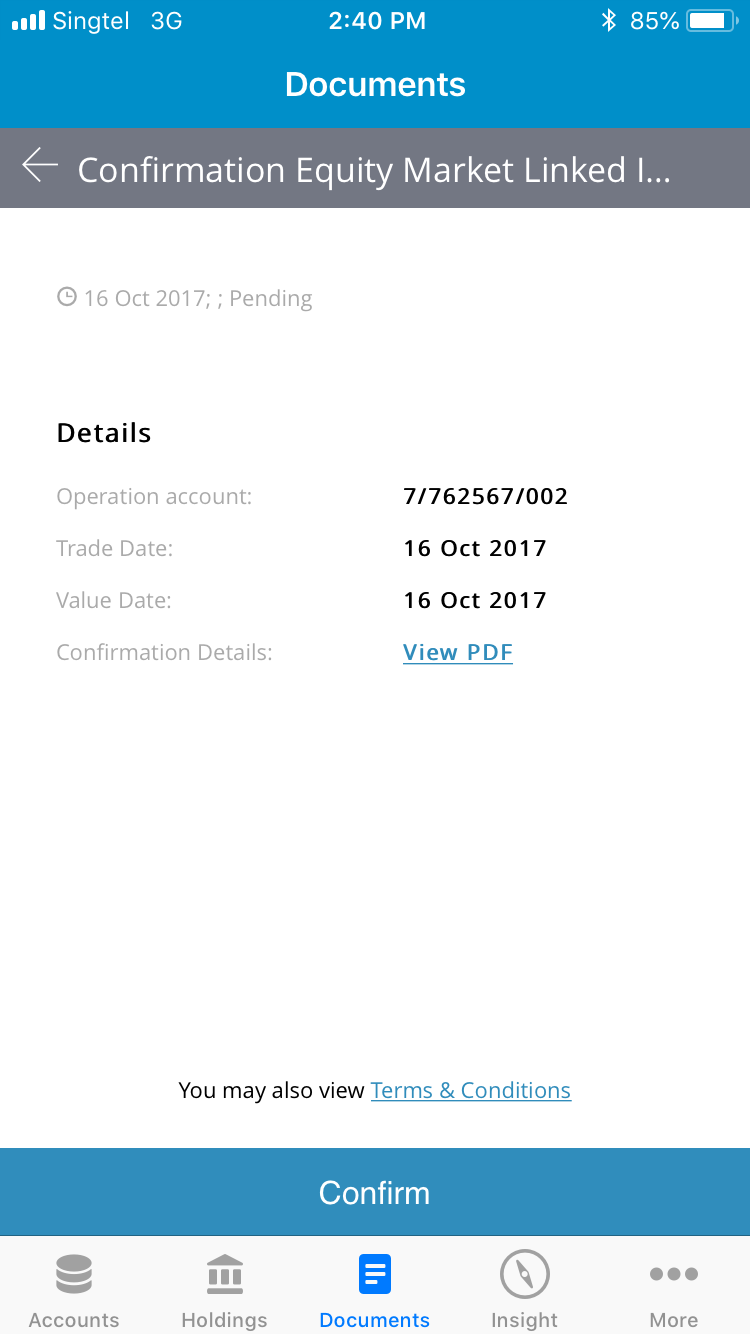 Singtel 3G 2:40 PM 85%
Documents
Confirmation Equity Market Linked I...
16 Oct 2017; ; Pending
Details
Operation account: 7/762567/002
Trade Date: 16 Oct 2017
Value Date: 16 Oct 2017
Confirmation Details: View PDF
You may also view Terms & Conditions
Confirm
Accounts Holdings Documents Insight More